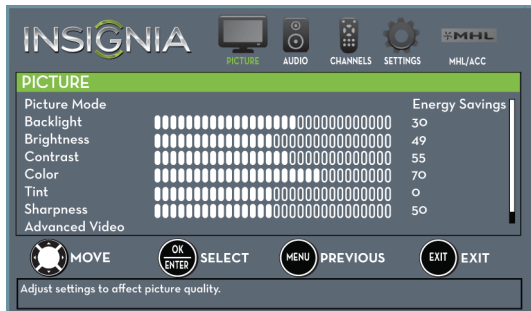 INSIGNIA
PICTURE AUDIO CHANNELS SETTINGS MHL/ACC
MHL
PICTURE
Picture Mode Energy Savings
Backlight 30
Brightness 49
Contrast 55
Color 70
Tint 0
Sharpness 50
Advanced Video
MOVE OK ENTER SELECT MENU PREVIOUS EXIT EXIT
Adjust settings to affect picture quality.